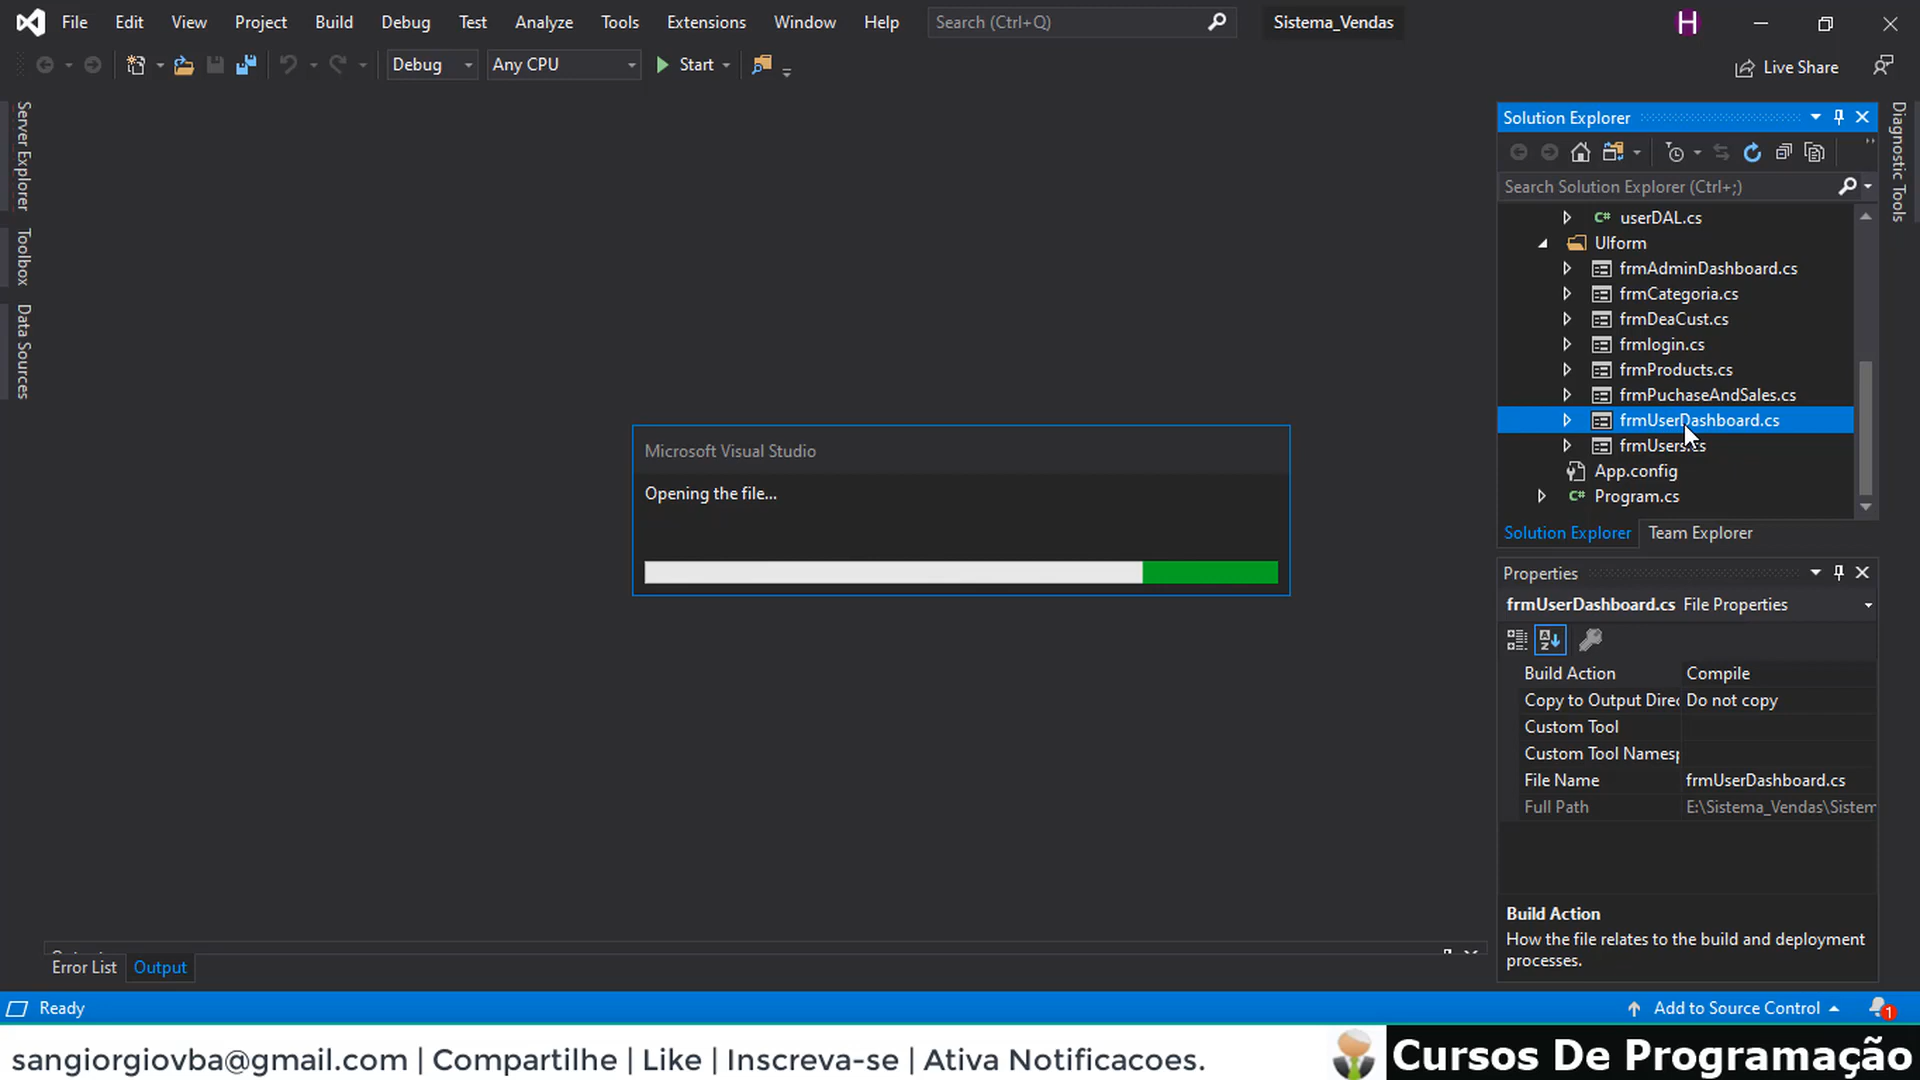 File Edit View Project Build Debug Test Analyze Tools Extensions Window Help Search (Ctrl+Q) Sistema_Vendas H
Debug Any CPU Start Live Share
Server Explorer
Toolbox
Data Sources
Diagnostic Tools
Solution Explorer
Search Solution Explorer (Ctrl+;)
C# userDAL.cs
UIform
frmAdminDashboard.cs
frmCategoria.cs
frmDeaCust.cs
frmlogin.cs
frmProducts.cs
frmPuchaseAndSales.cs
frmUserDashboard.cs
frmUsers.cs
App.config
C# Program.cs
Solution Explorer Team Explorer
Microsoft Visual Studio
Opening the file...
Properties
frmUserDashboard.cs File Properties
Build Action Compile
Copy to Output Direc Do not copy
Custom Tool
Custom Tool Namesp
File Name frmUserDashboard.cs
Full Path E:\Sistema_Vendas\Sistem
Build Action
How the file relates to the build and deployment
processes.
Error List Output
Ready Add to Source Control 1
sangiorgiovba@gmail.com | Compartilhe | Like | Inscreva-se | Ativa Notificacoes.
Cursos De Programação